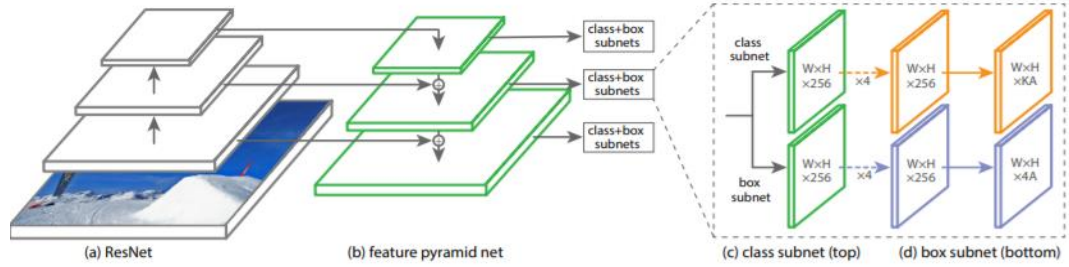 class+box
subnets
class+box
subnets
class+box
subnets
class
subnet
W×H
×256
×4
W×H
×256
W×H
×KA
W×H
×256
×4
W×H
×256
W×H
×4A
box
subnet
(a) ResNet
(b) feature pyramid net
(c) class subnet (top)
(d) box subnet (bottom)